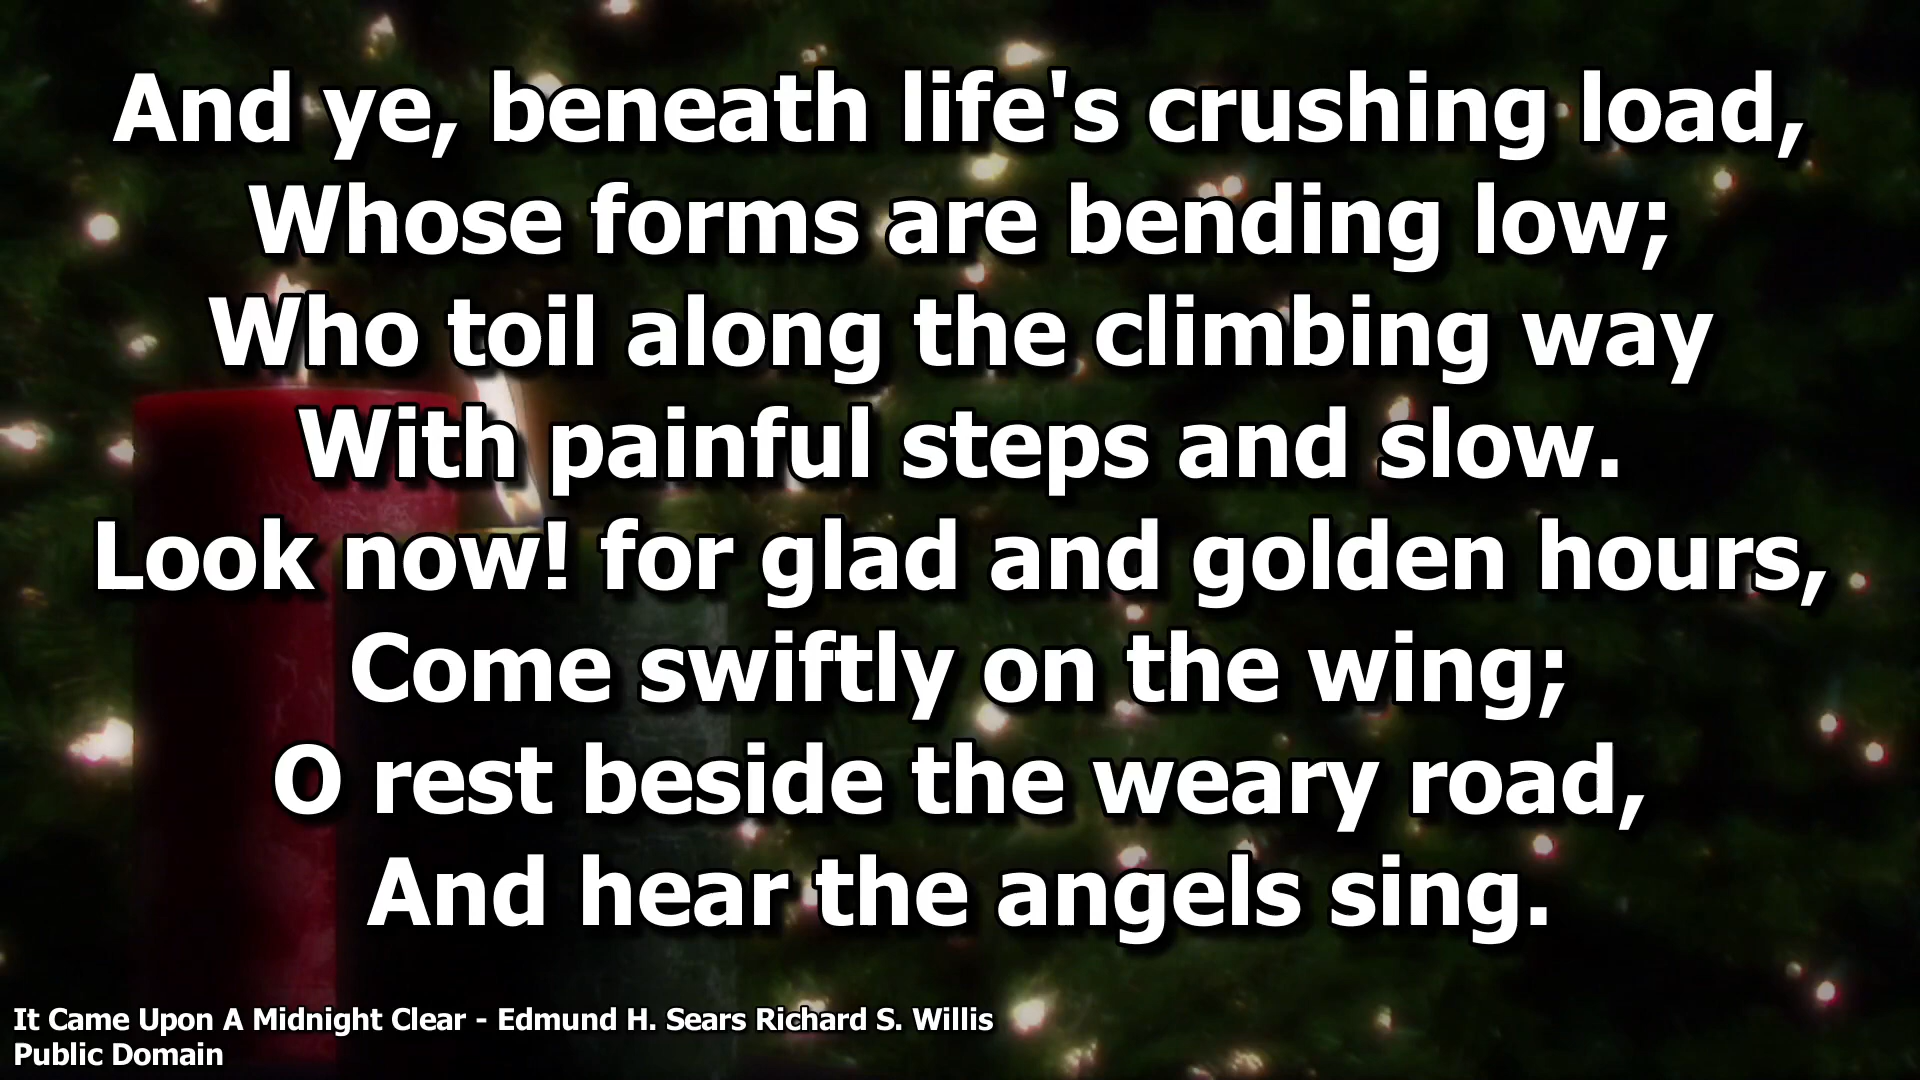 And ye, beneath life's crushing load,
Whose forms are bending low;
Who toil along the climbing way
With painful steps and slow.
Look now! for glad and golden hours,
Come swiftly on the wing;
O rest beside the weary road,
And hear the angels sing.
It Came Upon A Midnight Clear - Edmund H. Sears Richard S. Willis
Public Domain